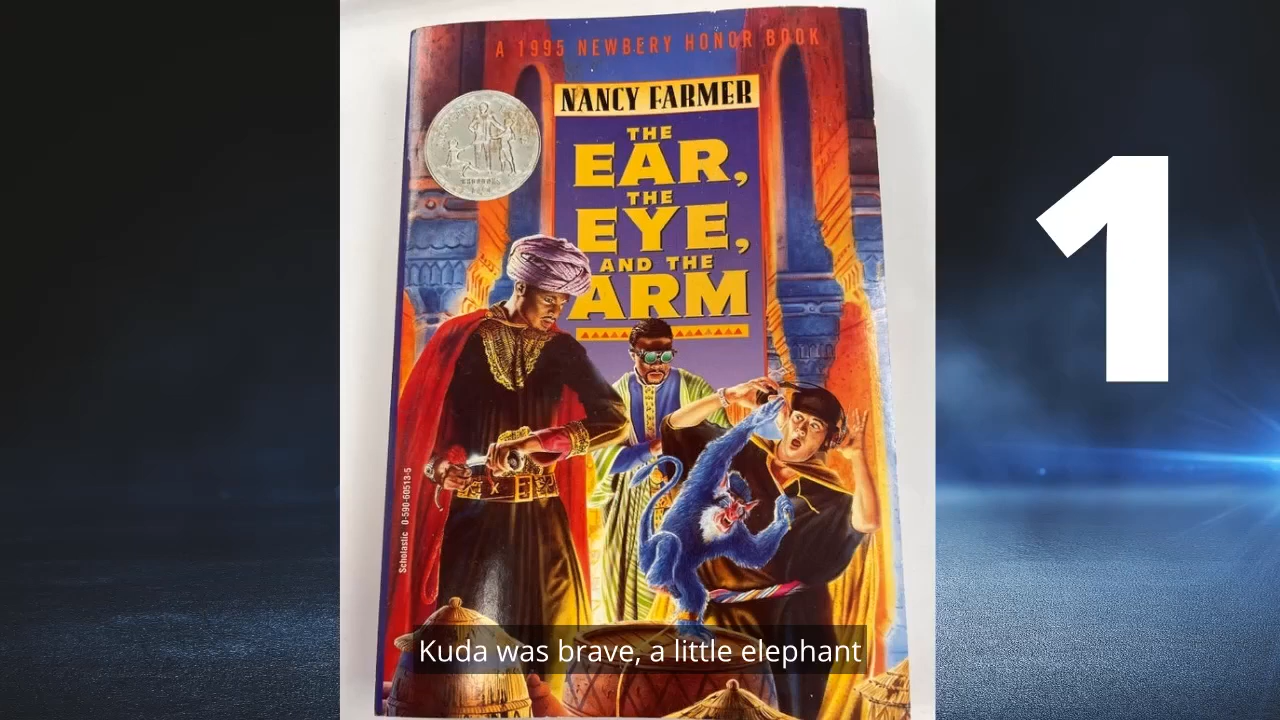 A 1995 NEWBERY HONOR BOOK
NANCY FARMER
THE
EAR,
THE
EYE,
AND THE
ARM
Scholastic 0-590-60513-5
1
Kuda was brave, a little elephant